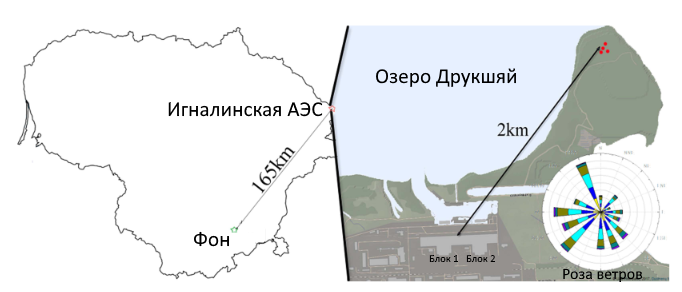 Озеро Друкшяй
Игналинская АЭС
165km
2km
Фон
Блок 1 Блок 2
Роза ветров